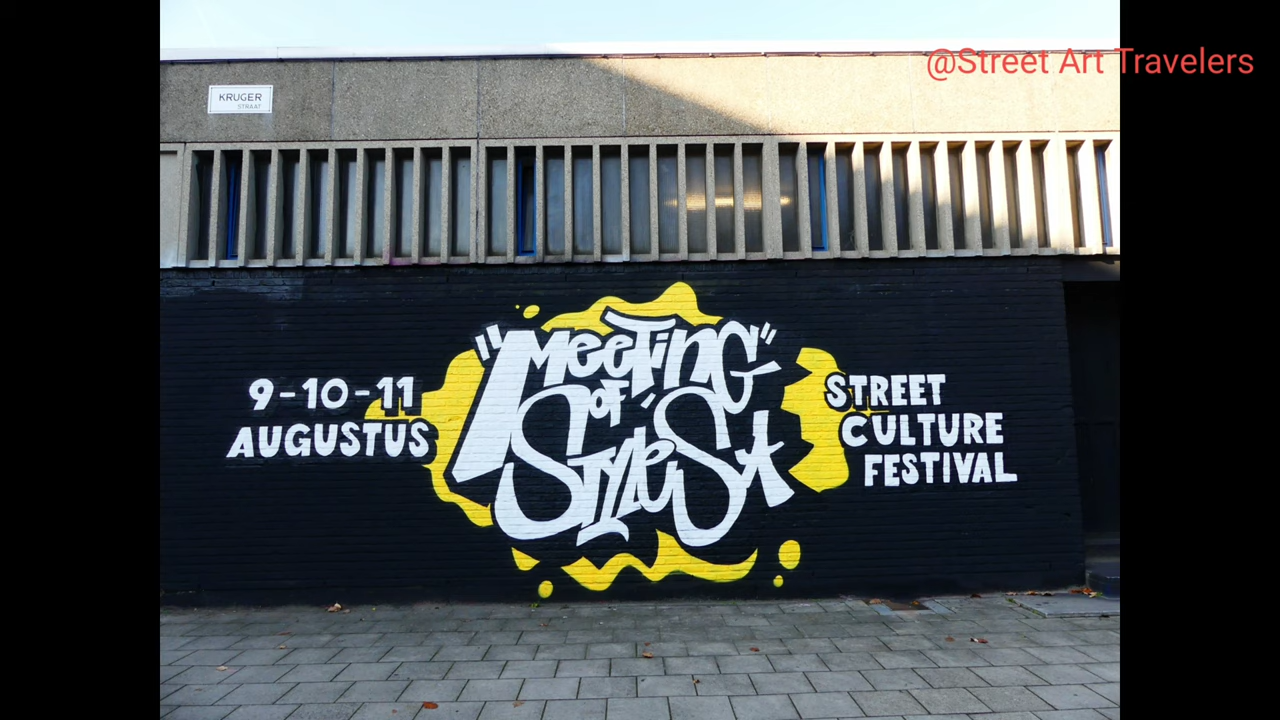 @Street Art Travelers
KRUGER
STRAAT
"MeeTinG"
OF
STYleS
9-10-11
AUGUSTUS
STREET
CULTURE
FESTIVAL